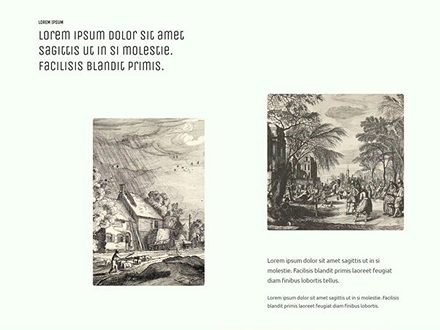 LOREM IPSUM
Lorem ipsum dolor sit amet
sagittis ut in si molestie.
Facilisis blandit primis.
Lorem ipsum dolor sit amet sagittis ut in si
molestie. Facilisis blandit primis laoreet feugiat
diam finibus lobortis tellus.
Lorem ipsum dolor sit amet sagittis ut in si molestie.
Facilisis blandit primis laoreet feugiat diam finibus lobortis.